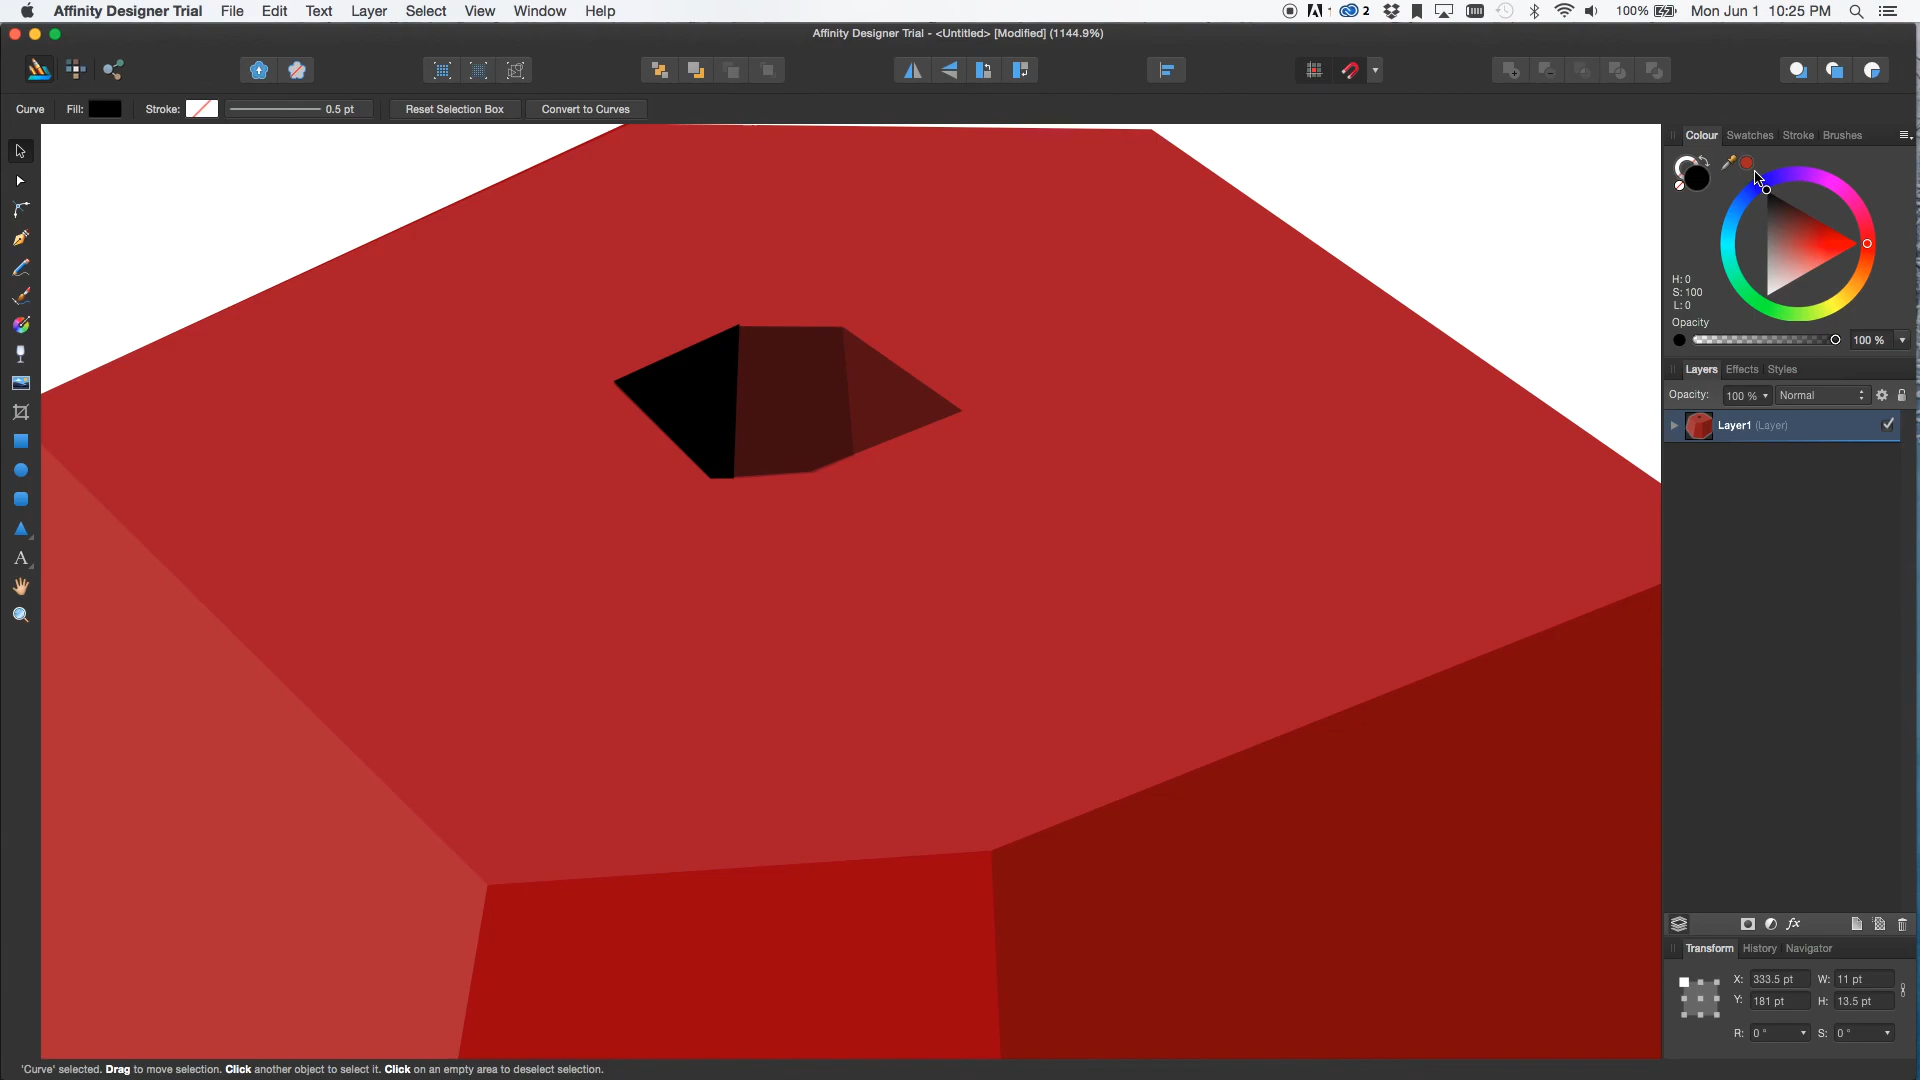 Affinity Designer Trial File Edit Text Layer Select View Window Help 2 100% Mon Jun 1 10:25 PM
Affinity Designer Trial - <Untitled> [Modified] (1144.9%)
Curve Fill: Stroke: 0.5 pt Reset Selection Box Convert to Curves
Colour Swatches Stroke Brushes
H: 0
S: 100
L: 0
Opacity
100 %
Layers Effects Styles
Opacity: 100 % Normal
Layer1 (Layer)
A
fx
Transform History Navigator
X: 333.5 pt W: 11 pt
Y: 181 pt H: 13.5 pt
R: 0 ° S: 0 °
'Curve' selected. Drag to move selection. Click another object to select it. Click on an empty area to deselect selection.